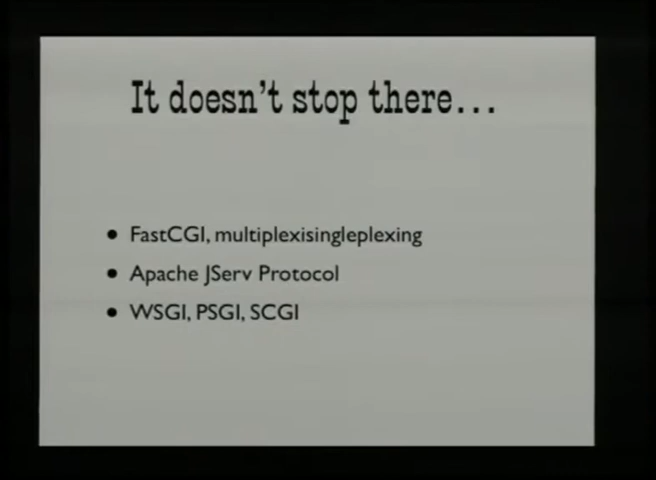 It doesn't stop there...
• FastCGI, multiplexisingleplexing
• Apache JServ Protocol
• WSGI, PSGI, SCGI